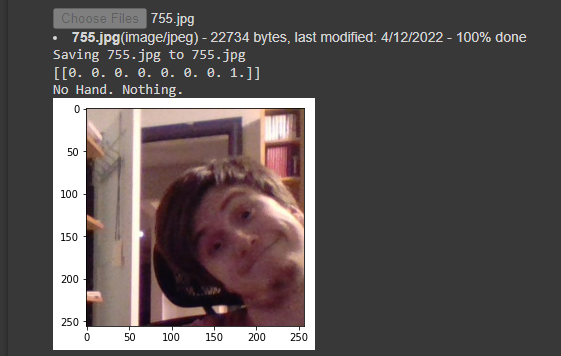 Choose Files 755.jpg
• 755.jpg(image/jpeg) - 22734 bytes, last modified: 4/12/2022 - 100% done
Saving 755.jpg to 755.jpg
[[0. 0. 0. 0. 0. 0. 0. 1.]]
No Hand. Nothing.
0
50
100
150
200
250
0 50 100 150 200 250